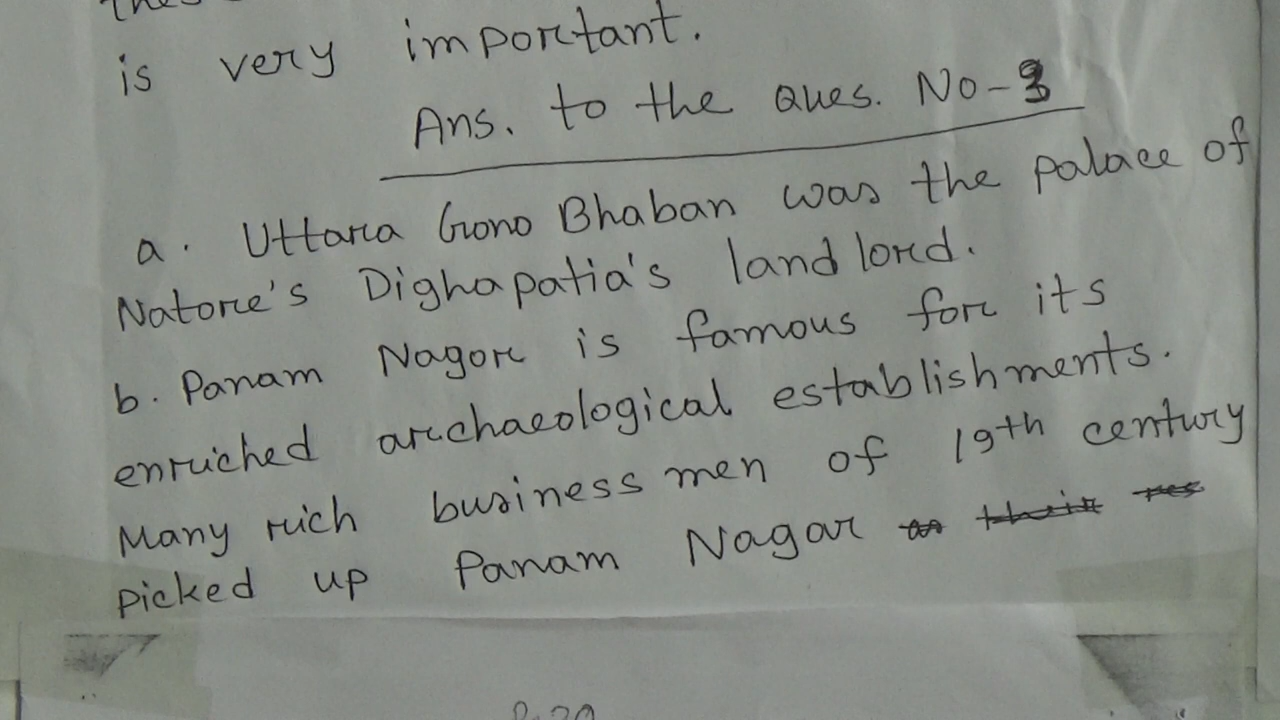 is very important.
Ans. to the Ques. No-3
a. Uttara Gono Bhaban was the palace of
Natore's Dighapatia's land lord.
b. Panam Nagor is famous for its
enriched archaeological establishments.
Many rich business men of 19th century
picked up Panam Nagar